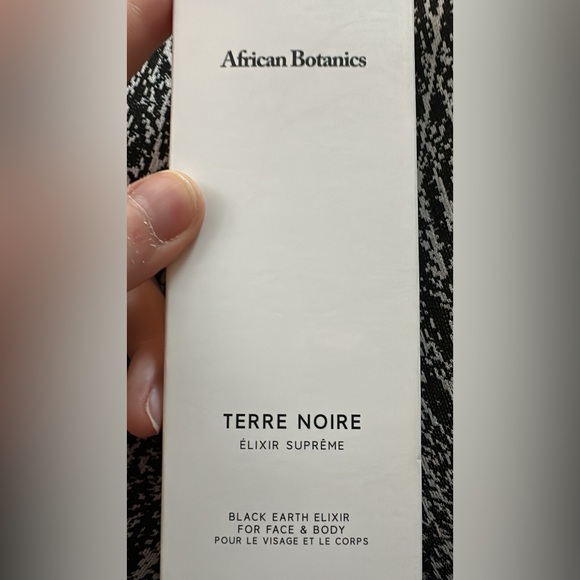 African Botanics
TERRE NOIRE
ÉLIXIR SUPRÊME
BLACK EARTH ELIXIR
FOR FACE & BODY
POUR LE VISAGE ET LE CORPS